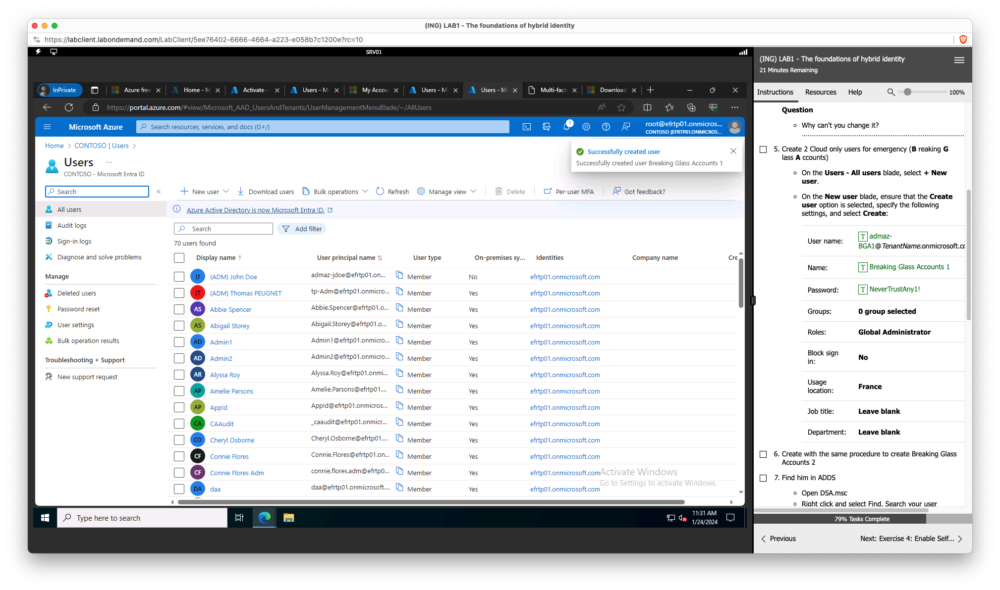 (ING) LAB1 - The foundations of hybrid identity
https://labclient.labondemand.com/LabClient/5ee76402-6666-4664-a223-e058b7c1200e?rc=10
SRV01
InPrivate
Azure free
Home - M
Activate -
Users - Mi
My Accou
Users - Mi
Users - Mi
Multi-facto
Download
https://portal.azure.com/#view/Microsoft_AAD_UsersAndTenants/UserManagementMenuBlade/~/AllUsers
Microsoft Azure
Search resources, services, and docs (G+/)
1
root@efrtp01.onmicros...
CONTOSO (EFRTP01.ONMICROS...
Home > CONTOSO | Users >
Users ...
CONTOSO - Microsoft Entra ID
Successfully created user
Successfully created user Breaking Glass Accounts 1
Search
«
New user
Download users
Bulk operations
Refresh
Manage view
Delete
Per-user MFA
Got feedback?
All users
Audit logs
Sign-in logs
Diagnose and solve problems
Manage
Deleted users
Password reset
User settings
Bulk operation results
Troubleshooting + Support
New support request
Azure Active Directory is now Microsoft Entra ID.
Search
Add filter
70 users found
Display name ↑ User principal name ↑↓ User type On-premises sy... Identities Company name Cre
(J (ADM) John Doe admaz-jdoe@efrtp01.on... Member No efrtp01.onmicrosoft.com
(T (ADM) Thomas PEUGNET tp-Adm@efrtp01.onmicro... Member Yes efrtp01.onmicrosoft.com
AS Abbie Spencer Abbie.Spencer@efrtp01.o... Member Yes efrtp01.onmicrosoft.com
AS Abigail Storey Abigail.Storey@efrtp01.o... Member Yes efrtp01.onmicrosoft.com
AD Admin1 Admin1@efrtp01.onmicro... Member Yes efrtp01.onmicrosoft.com
AD Admin2 Admin2@efrtp01.onmicro... Member Yes efrtp01.onmicrosoft.com
AR Alyssa Roy Alyssa.Roy@efrtp01.onmi... Member Yes efrtp01.onmicrosoft.com
AP Amelie Parsons Amelie.Parsons@efrtp01.... Member Yes efrtp01.onmicrosoft.com
AP AppId AppId@efrtp01.onmicros... Member Yes efrtp01.onmicrosoft.com
CA CAAudit _caaudit@efrtp01.onmicr... Member Yes efrtp01.onmicrosoft.com
CO Cheryl Osborne Cheryl.Osborne@efrtp01.... Member Yes efrtp01.onmicrosoft.com
CF Connie Flores Connie.Flores@efrtp01.on... Member Yes efrtp01.onmicrosoft.com
CF Connie Flores Adm connie.flores.adm@efrtp0... Member Yes efrtp01.onmicrosoft.com
DA daa daa@efrtp01.onmicrosoft.... Member Yes efrtp01.onmicrosoft.com
Activate Windows
Go to Settings to activate Windows.
Type here to search
11:31 AM
1/24/2024
(ING) LAB1 - The foundations of hybrid identity
21 Minutes Remaining
Instructions Resources Help 100%
Question
Why can't you change it?
5. Create 2 Cloud only users for emergency (B reaking G
lass A ccounts)
On the Users - All users blade, select + New
user.
On the New user blade, ensure that the Create
user option is selected, specify the following
settings, and select Create:
User name: T admaz-
BGA1@TenantName.onmicrosoft.co
Name: T Breaking Glass Accounts 1
Password: T NeverTrustAny1!
Groups: 0 group selected
Roles: Global Administrator
Block sign
in: No
Usage
location: France
Job title: Leave blank
Department: Leave blank
6. Create with the same procedure to create Breaking Glass
Accounts 2
7. Find him in ADDS
Open DSA.msc
Right click and select Find. Search your user
79% Tasks Complete
Previous
Next: Exercise 4: Enable Self...